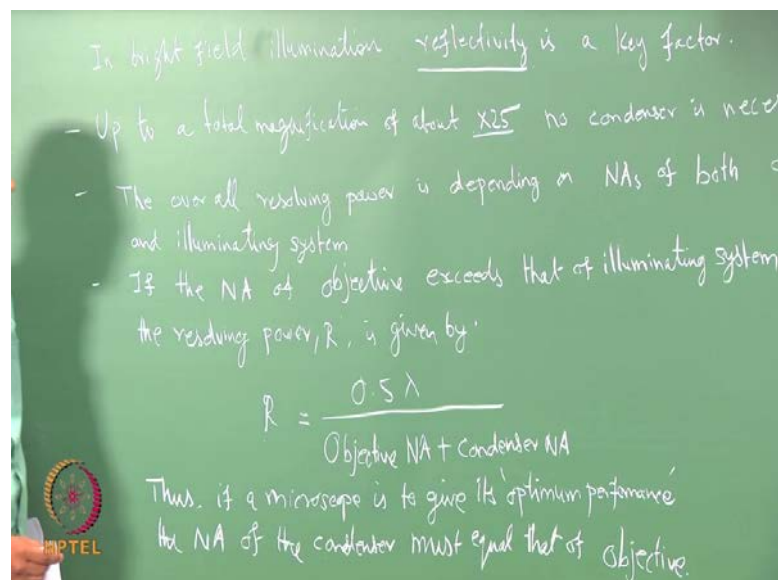 In bright field illumination reflectivity is a key factor.
- Up to a total magnification of about X25 no condenser is nece
- The over all resolving power is depending on NAs of both
and illuminating system
- If the NA of objective exceeds that of illuminating system
the resolving power, R, is given by.
R = 0.5 λ
Objective NA + Condenser NA
Thus, if a microscope is to give its 'optimum perfomance'
the NA of the condenser must equal that of objective.
NPTEL